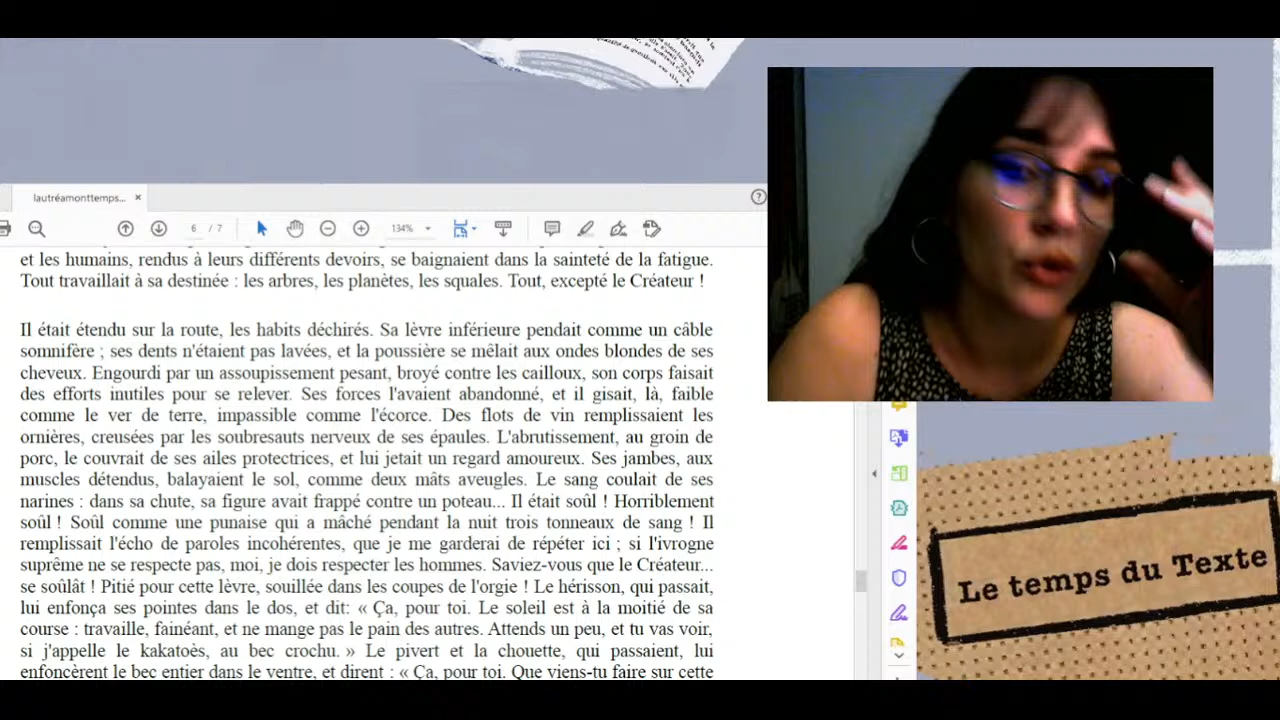 lautréamonttemps...
6 / 7
134%
et les humains, rendus à leurs différents devoirs, se baignaient dans la sainteté de la fatigue.
Tout travaillait à sa destinée : les arbres, les planètes, les squales. Tout, excepté le Créateur !
Il était étendu sur la route, les habits déchirés. Sa lèvre inférieure pendait comme un câble
somnifère ; ses dents n'étaient pas lavées, et la poussière se mêlait aux ondes blondes de ses
cheveux. Engourdi par un assoupissement pesant, broyé contre les cailloux, son corps faisait
des efforts inutiles pour se relever. Ses forces l'avaient abandonné, et il gisait, là, faible
comme le ver de terre, impassible comme l'écorce. Des flots de vin remplissaient les
ornières, creusées par les soubresauts nerveux de ses épaules. L'abrutissement, au groin de
porc, le couvrait de ses ailes protectrices, et lui jetait un regard amoureux. Ses jambes, aux
muscles détendus, balayaient le sol, comme deux mâts aveugles. Le sang coulait de ses
narines : dans sa chute, sa figure avait frappé contre un poteau... Il était soûl ! Horriblement
soûl ! Soûl comme une punaise qui a mâché pendant la nuit trois tonneaux de sang ! Il
remplissait l'écho de paroles incohérentes, que je me garderai de répéter ici ; si l'ivrogne
suprême ne se respecte pas, moi, je dois respecter les hommes. Saviez-vous que le Créateur...
se soûlât ! Pitié pour cette lèvre, souillée dans les coupes de l'orgie ! Le hérisson, qui passait,
lui enfonça ses pointes dans le dos, et dit: « Ça, pour toi. Le soleil est à la moitié de sa
course : travaille, fainéant, et ne mange pas le pain des autres. Attends un peu, et tu vas voir,
si j'appelle le kakatoès, au bec crochu. » Le pivert et la chouette, qui passaient, lui
enfoncèrent le bec entier dans le ventre, et dirent : « Ça, pour toi. Que viens-tu faire sur cette
Le temps du Texte